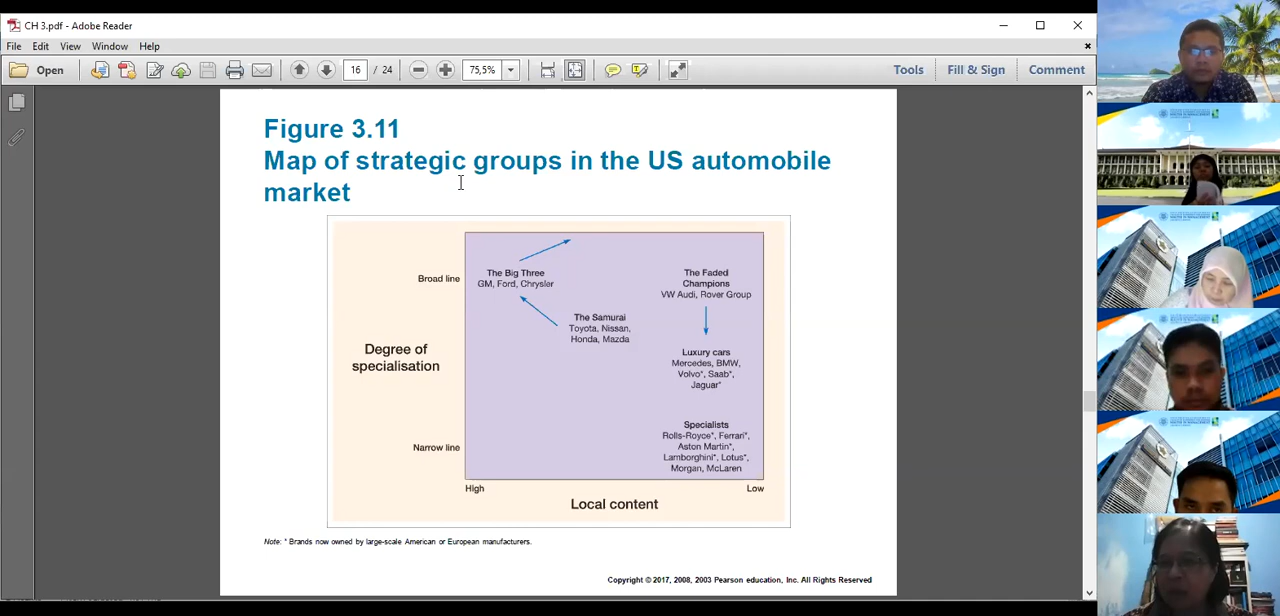 CH 3.pdf - Adobe Reader
File Edit View Window Help
Open
16 / 24
75,5%
Tools Fill & Sign Comment
Figure 3.11
Map of strategic groups in the US automobile
market
Broad line
The Big Three
GM, Ford, Chrysler
The Faded
Champions
VW Audi, Rover Group
The Samurai
Toyota, Nissan,
Honda, Mazda
Degree of
specialisation
Luxury cars
Mercedes, BMW,
Volvo*, Saab*,
Jaguar*
Specialists
Rolls-Royce*, Ferrari*,
Aston Martin*,
Lamborghini*, Lotus*,
Morgan, McLaren
Narrow line
High
Low
Local content
Note: * Brands now owned by large-scale American or European manufacturers.
Copyright © 2017, 2008, 2003 Pearson education, Inc. All Rights Reserved